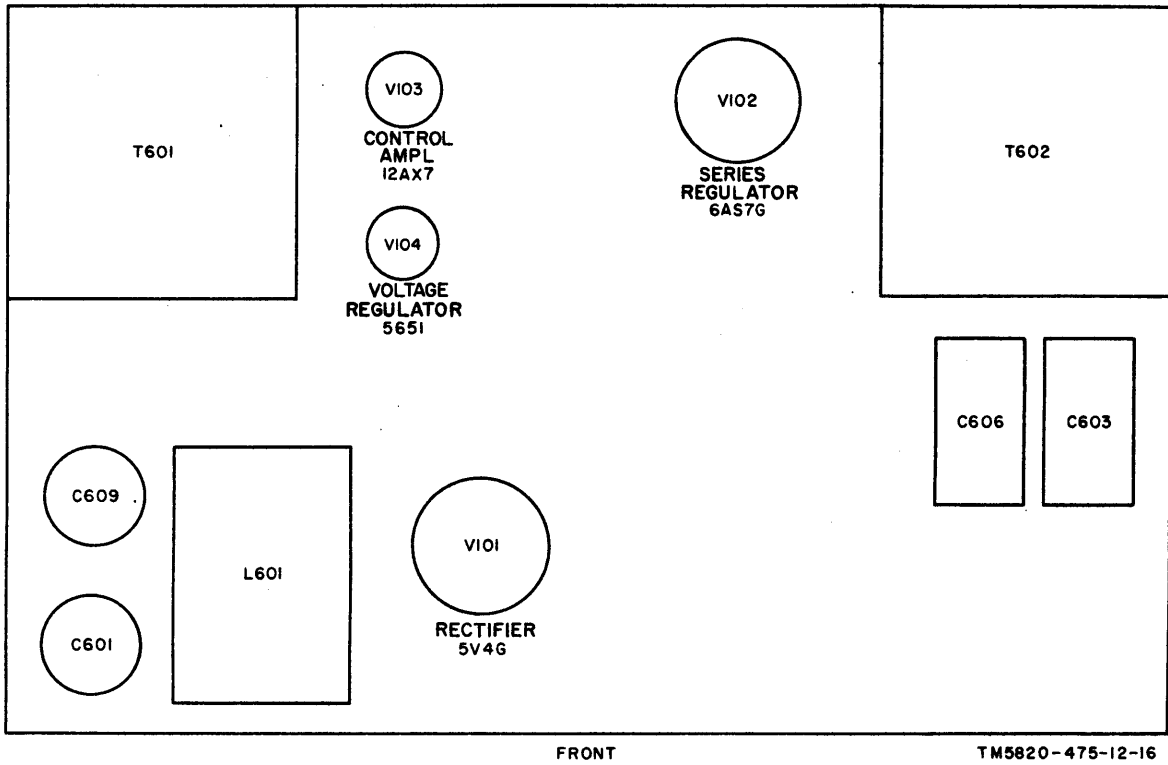 T601
V103
CONTROL
AMPL
12AX7
V104
VOLTAGE
REGULATOR
5651
V102
SERIES
REGULATOR
6AS7G
T602
C606
C603
C609
C601
L601
V101
RECTIFIER
5V4G
FRONT
TM5820-475-12-16